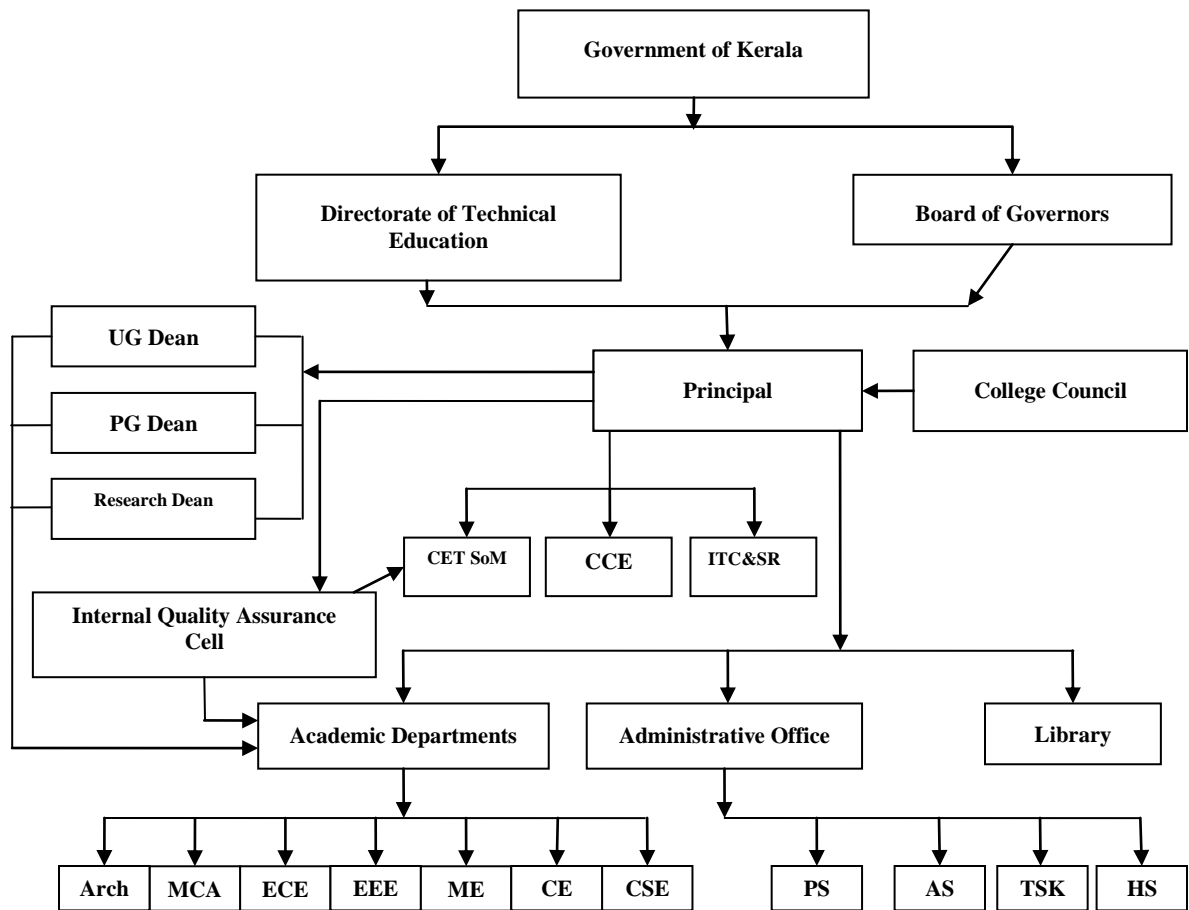 Government of Kerala
Directorate of Technical
Education
Board of Governors
UG Dean
Principal
College Council
PG Dean
Research Dean
CET SoM
CCE
ITC&SR
Internal Quality Assurance
Cell
Academic Departments
Administrative Office
Library
Arch
MCA
ECE
EEE
ME
CE
CSE
PS
AS
TSK
HS